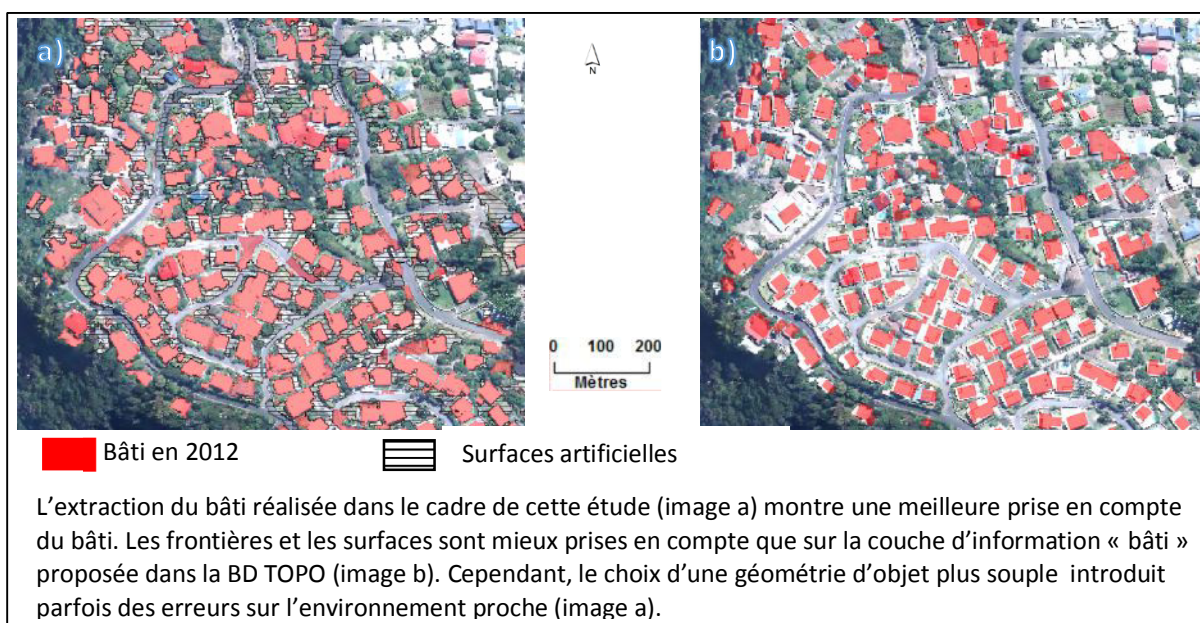 a)
b)
N
0 100 200
Mètres
Bâti en 2012
Surfaces artificielles
L’extraction du bâti réalisée dans le cadre de cette étude (image a) montre une meilleure prise en compte
du bâti. Les frontières et les surfaces sont mieux prises en compte que sur la couche d’information « bâti »
proposée dans la BD TOPO (image b). Cependant, le choix d’une géométrie d’objet plus souple introduit
parfois des erreurs sur l’environnement proche (image a).